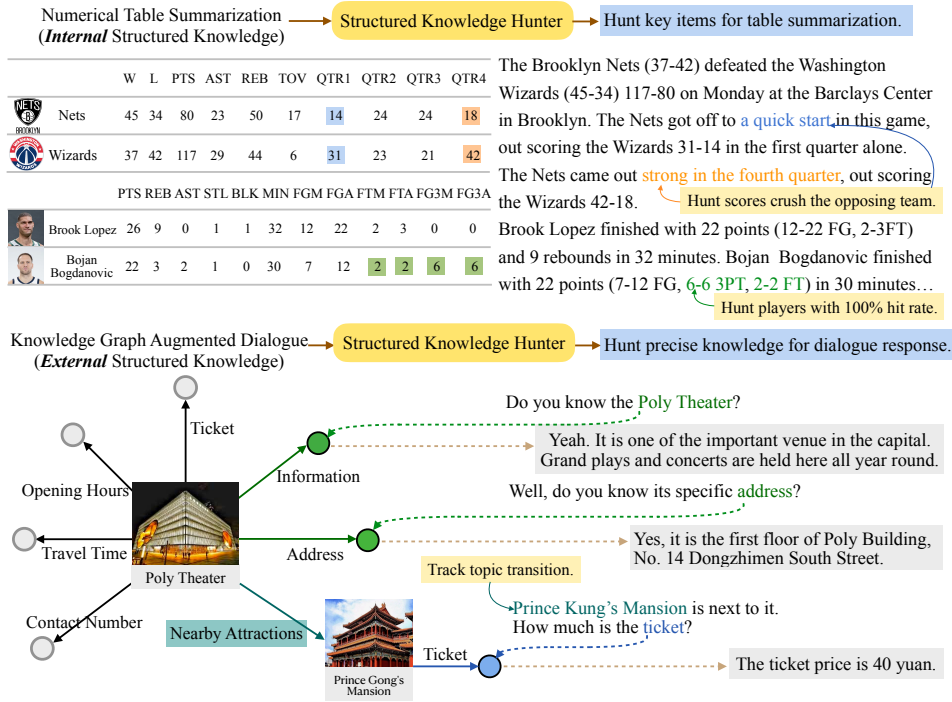 Numerical Table Summarization
(Internal Structured Knowledge)
Structured Knowledge Hunter
Hunt key items for table summarization.
W L PTS AST REB TOV QTR1 QTR2 QTR3 QTR4
NETS
BROOKLYN
Nets 45 34 80 23 50 17 14 24 24 18
Wizards 37 42 117 29 44 6 31 23 21 42
PTS REB AST STL BLK MIN FGM FGA FTM FTA FG3M FG3A
Brook Lopez 26 9 0 1 1 32 12 22 2 3 0 0
Bojan
Bogdanovic 22 3 2 1 0 30 7 12 2 2 6 6
The Brooklyn Nets (37-42) defeated the Washington
Wizards (45-34) 117-80 on Monday at the Barclays Center
in Brooklyn. The Nets got off to a quick start in this game,
out scoring the Wizards 31-14 in the first quarter alone.
The Nets came out strong in the fourth quarter, out scoring
the Wizards 42-18.
Hunt scores crush the opposing team.
Brook Lopez finished with 22 points (12-22 FG, 2-3FT)
and 9 rebounds in 32 minutes. Bojan Bogdanovic finished
with 22 points (7-12 FG, 6-6 3PT, 2-2 FT) in 30 minutes…
Hunt players with 100% hit rate.
Knowledge Graph Augmented Dialogue
(External Structured Knowledge)
Structured Knowledge Hunter
Hunt precise knowledge for dialogue response.
Ticket
Information
Opening Hours
Travel Time
Address
Poly Theater
Contact Number
Nearby Attractions
Prince Gong's
Mansion
Ticket
Do you know the Poly Theater?
Yeah. It is one of the important venue in the capital.
Grand plays and concerts are held here all year round.
Well, do you know its specific address?
Yes, it is the first floor of Poly Building,
No. 14 Dongzhimen South Street.
Track topic transition.
Prince Kung's Mansion is next to it.
How much is the ticket?
The ticket price is 40 yuan.